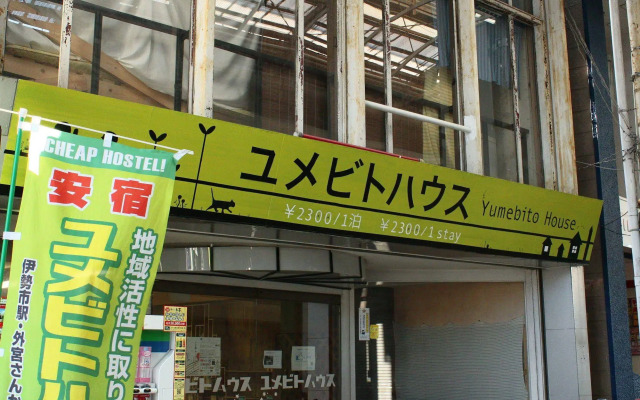 ユメビトハウス Yumebito House
￥2300/1泊 ￥2300/1stay
CHEAP HOSTEL!
安宿
地域活性に取り
ユメビトハ
伊勢市駅・外宮さんか
ビトハウス ユメビトハウス